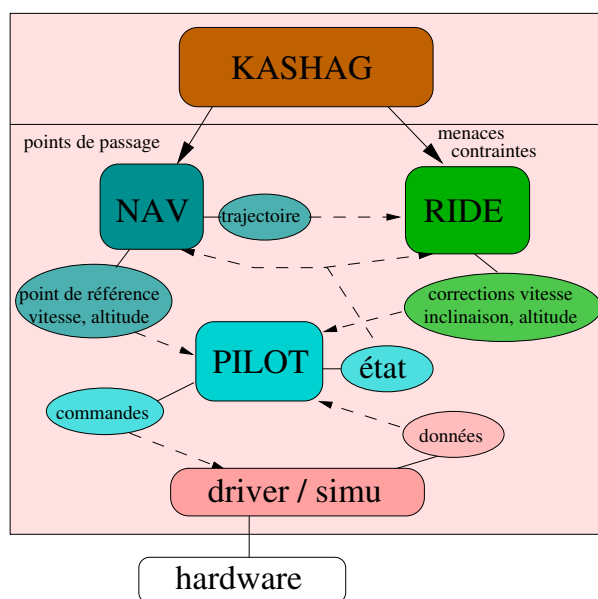 KASHAG
points de passage
menaces
contraintes
NAV
trajectoire
RIDE
point de référence
vitesse, altitude
corrections vitesse
inclinaison, altitude
PILOT
état
commandes
données
driver / simu
hardware